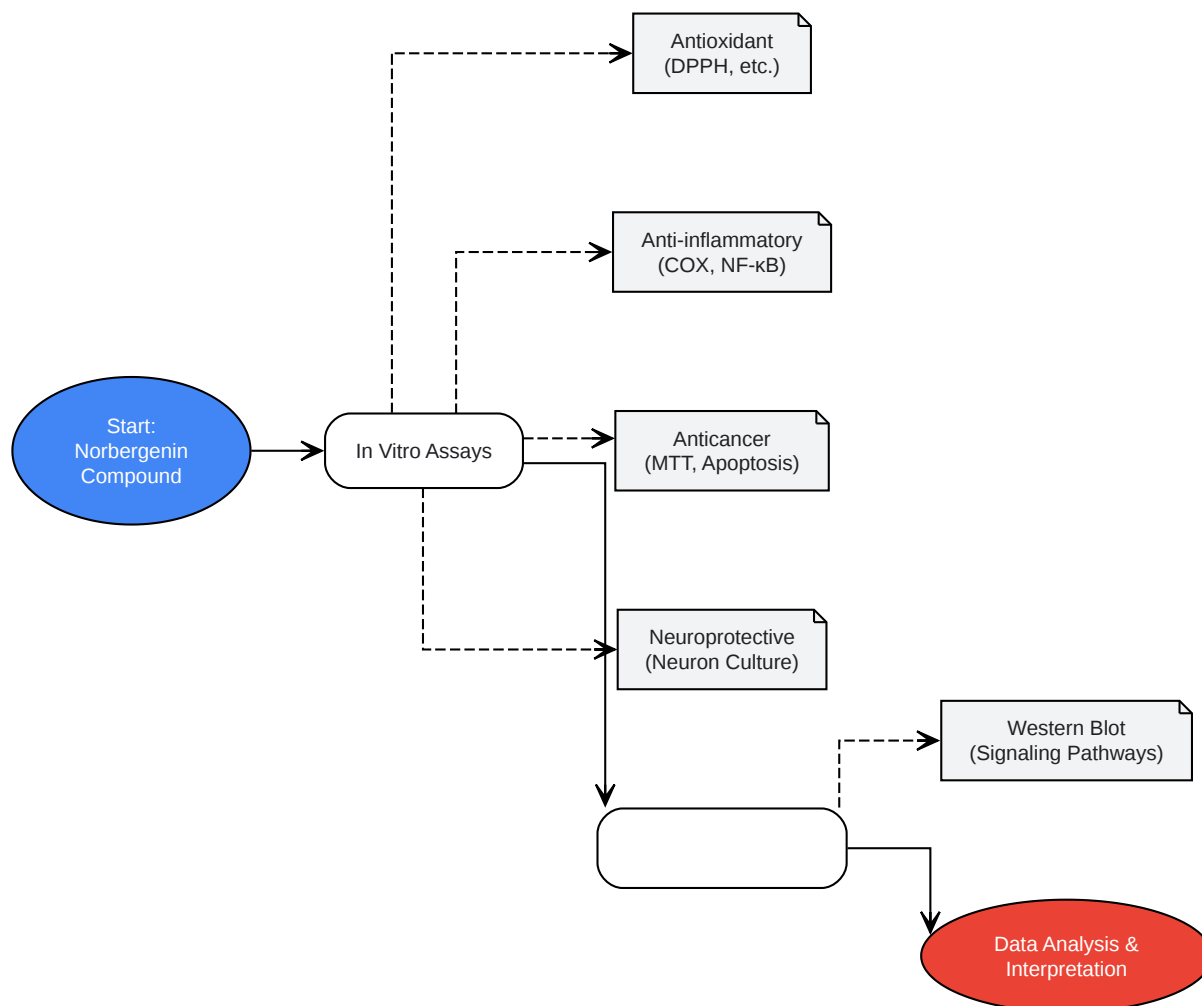 Antioxidant
(DPPH, etc.)
Anti-inflammatory
(COX, NF-κB)
Start:
Norbergenin
Compound
In Vitro Assays
Anticancer
(MTT, Apoptosis)
Neuroprotective
(Neuron Culture)
Western Blot
(Signaling Pathways)
Data Analysis &
Interpretation